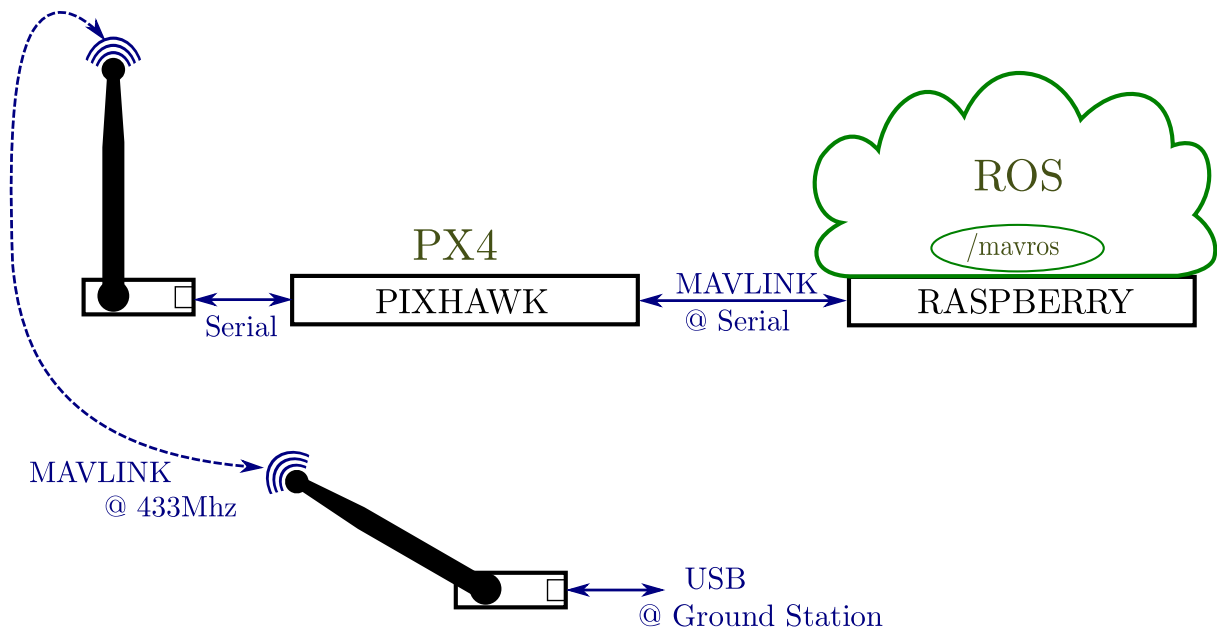 ROS
/mavros
PX4
MAVLINK
@ Serial
PIXHAWK
RASPBERRY
Serial
MAVLINK
@ 433Mhz
USB
@ Ground Station